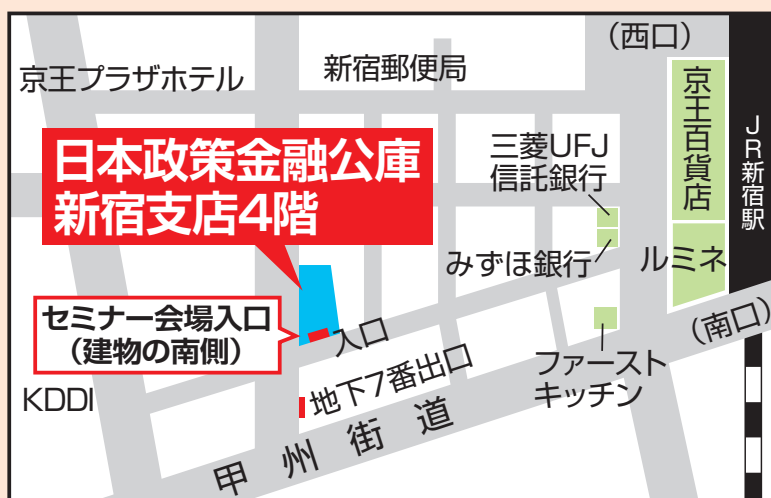 （西口）
京王プラザホテル
新宿郵便局
京王百貨店
JR新宿駅
日本政策金融公庫
新宿支店4階
三菱UFJ
信託銀行
みずほ銀行
ルミネ
セミナー会場入口
（建物の南側）
入口
（南口）
地下7番出口
ファースト
キッチン
KDDI
甲州街道